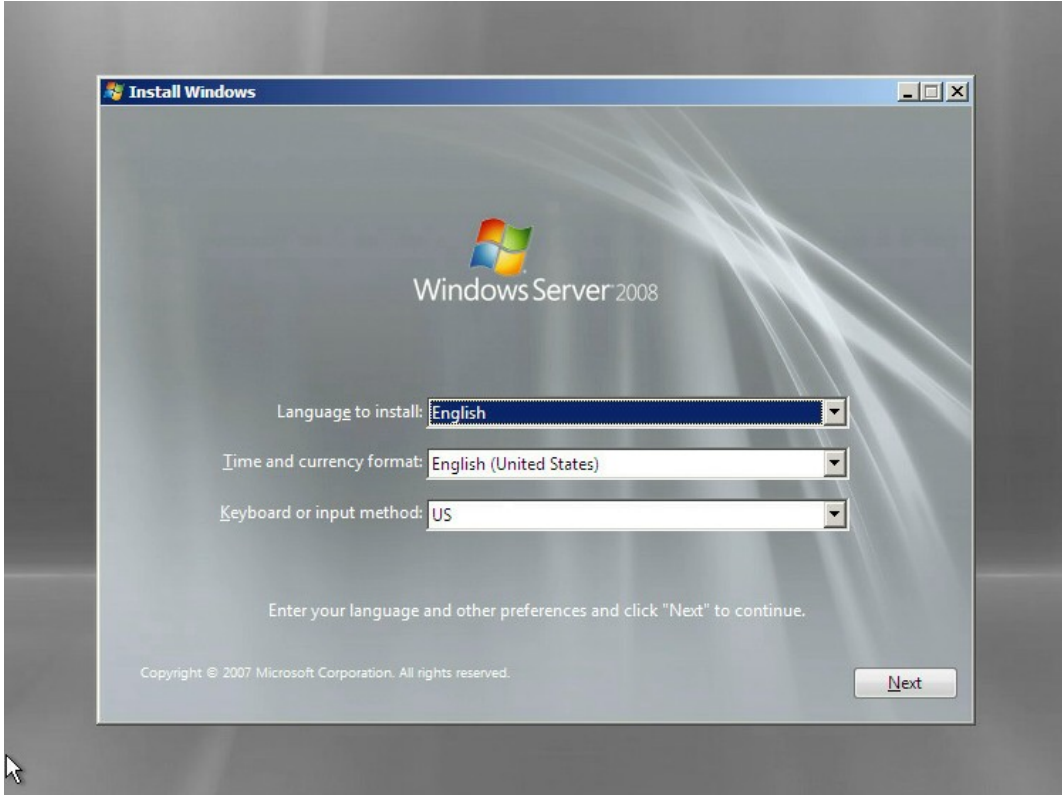 Install Windows
Windows Server 2008
Language to install: English
Time and currency format: English (United States)
Keyboard or input method: US
Enter your language and other preferences and click "Next" to continue.
Copyright © 2007 Microsoft Corporation. All rights reserved.
Next